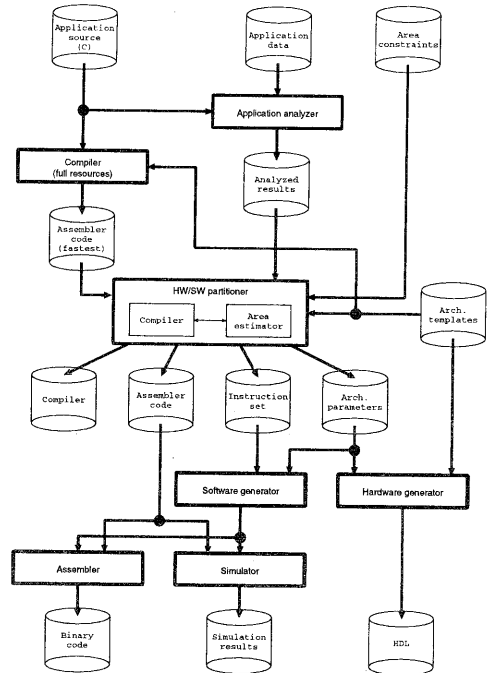 Application
source
(C)
Application
data
Area
constraints
Application analyzer
Compiler
(full resources)
Analyzed
results
Assembler
code
(fastest)
HW/SW partitioner
Compiler
Area
estimator
Arch.
templates
Compiler
Assembler
code
Instruction
set
Arch.
parameters
Software generator
Hardware generator
Assembler
Simulator
Binary
code
Simulation
results
HDL